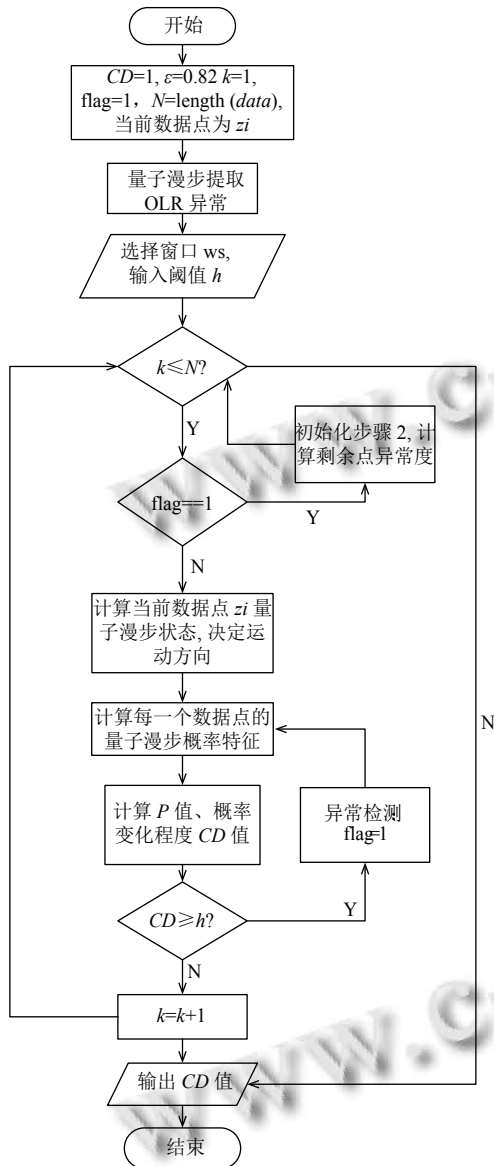 开始
CD=1, ε=0.82 k=1,
flag=1，N=length (data),
当前数据点为 zi
量子漫步提取
OLR 异常
选择窗口 ws,
输入阈值 h
k≤N?
Y
初始化步骤 2, 计
算剩余点异常度
flag==1
Y
N
计算当前数据点 zi 量
子漫步状态, 决定运
动方向
计算每一个数据点的
量子漫步概率特征
N
计算 P 值、概率
变化程度 CD 值
异常检测
flag=1
CD≥h?
Y
N
k=k+1
输出 CD 值
结束
www.c
www.c